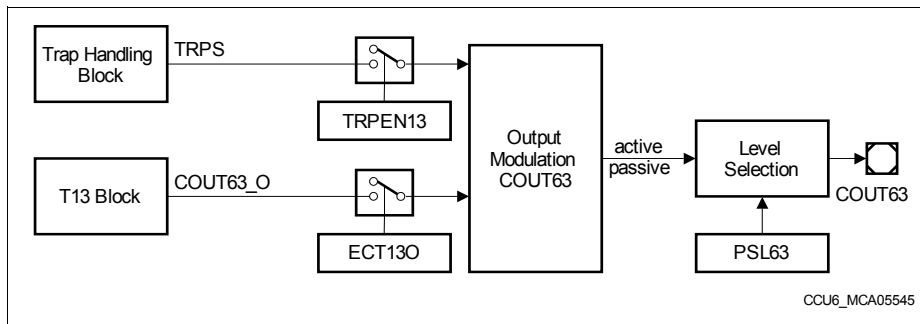 Trap Handling
Block
TRPS
TRPEN13
T13 Block
COUT63_O
ECT13O
Output
Modulation
COUT63
active
passive
Level
Selection
PSL63
COUT63
CCU6_MCA05545